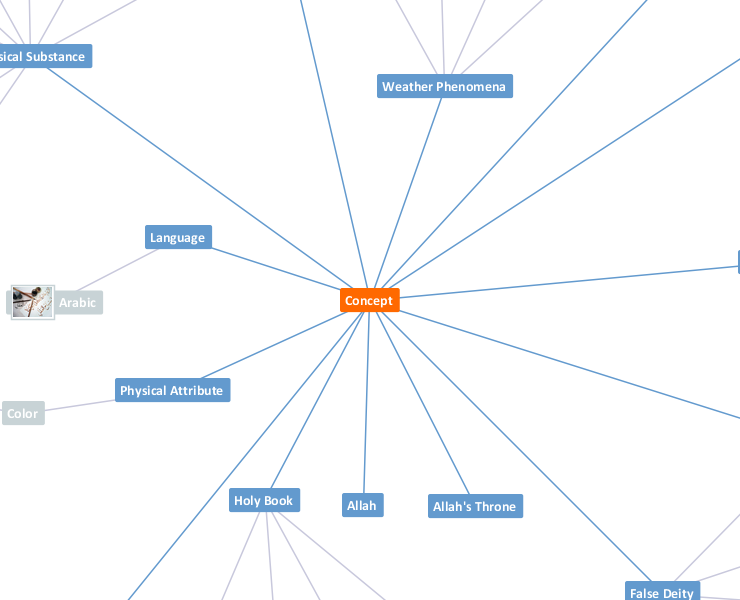 sical Substance
Weather Phenomena
Language
Arabic
Concept
Physical Attribute
Color
Holy Book
Allah
Allah's Throne
False Deity